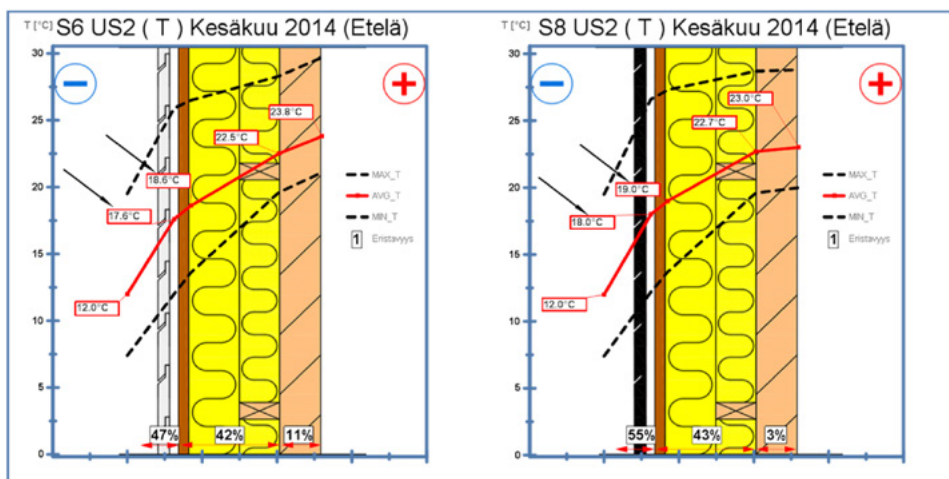 T [°C] S6 US2 ( T ) Kesäkuu 2014 (Etelä)
30
25
20
15
10
5
0
23.8°C
22.5°C
18.6°C
17.6°C
12.0°C
MAX_T
AVG_T
MIN_T
1 Eristavyys
47% 42% 11%
T [°C] S8 US2 ( T ) Kesäkuu 2014 (Etelä)
30
25
20
15
10
5
0
23.0°C
22.7°C
19.0°C
18.0°C
12.0°C
MAX_T
AVG_T
MIN_T
1 Eristavyys
55% 43% 3%